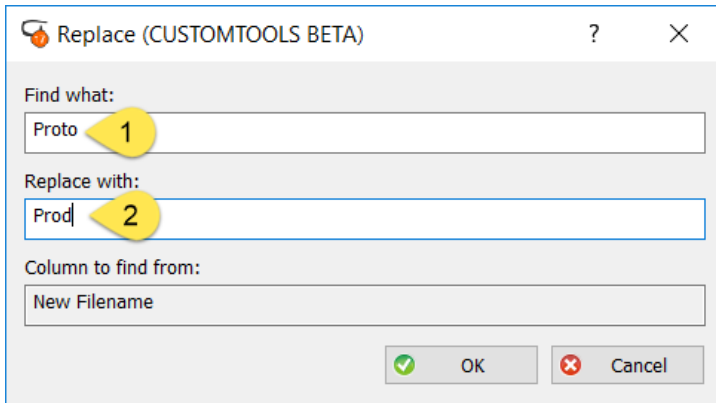 Replace (CUSTOMTOOLS BETA) ?
Find what:
Proto 1
Replace with:
Prod 2
Column to find from:
New Filename
OK Cancel